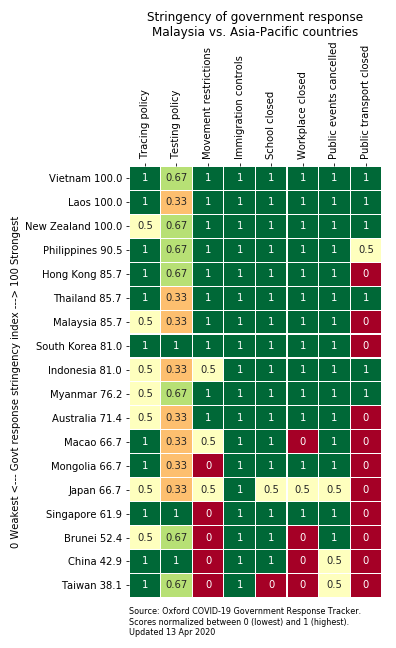 Stringency of government response
Malaysia vs. Asia-Pacific countries
Tracing policy
Testing policy
Movement restrictions
Immigration controls
School closed
Workplace closed
Public events cancelled
Public transport closed
0 Weakest <--- Govt response stringency index ---> 100 Strongest
Vietnam 100.0 1 0.67 1 1 1 1 1 1
Laos 100.0 1 0.33 1 1 1 1 1 1
New Zealand 100.0 0.5 0.67 1 1 1 1 1 1
Philippines 90.5 1 0.67 1 1 1 1 1 0.5
Hong Kong 85.7 1 0.67 1 1 1 1 1 0
Thailand 85.7 1 0.33 1 1 1 1 1 1
Malaysia 85.7 0.5 0.33 1 1 1 1 1 0
South Korea 81.0 1 1 1 1 1 1 1 0
Indonesia 81.0 0.5 0.33 0.5 1 1 1 1 1
Myanmar 76.2 0.5 0.67 1 1 1 1 1 1
Australia 71.4 0.5 0.33 1 1 1 1 1 0
Macao 66.7 1 0.33 0.5 1 1 0 1 0
Mongolia 66.7 1 0.33 0 1 1 1 1 0
Japan 66.7 0.5 0.33 0.5 1 0.5 0.5 0.5 0
Singapore 61.9 1 1 0 1 1 1 1 0
Brunei 52.4 0.5 0.67 0 1 1 0 1 0
China 42.9 1 1 0 1 1 0 0.5 0
Taiwan 38.1 1 0.67 0 1 0 0 0.5 0
Source: Oxford COVID-19 Government Response Tracker.
Scores normalized between 0 (lowest) and 1 (highest).
Updated 13 Apr 2020